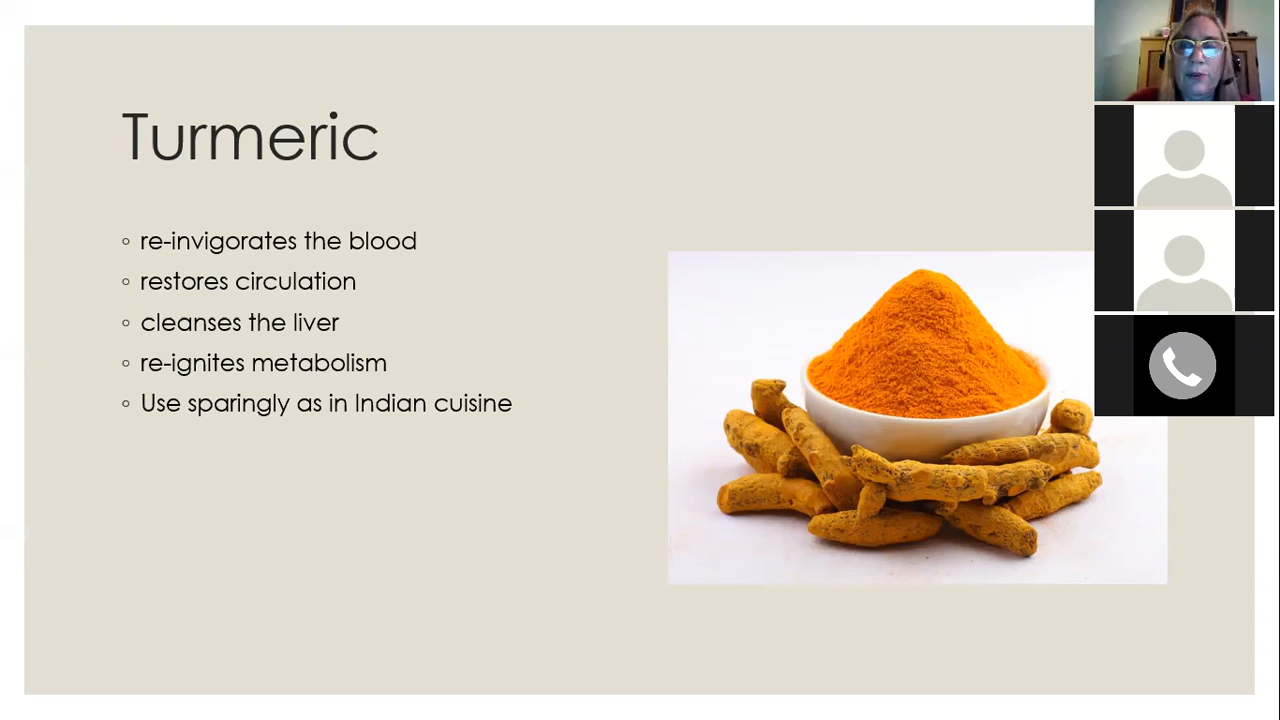 Turmeric
◦ re-invigorates the blood
◦ restores circulation
◦ cleanses the liver
◦ re-ignites metabolism
◦ Use sparingly as in Indian cuisine